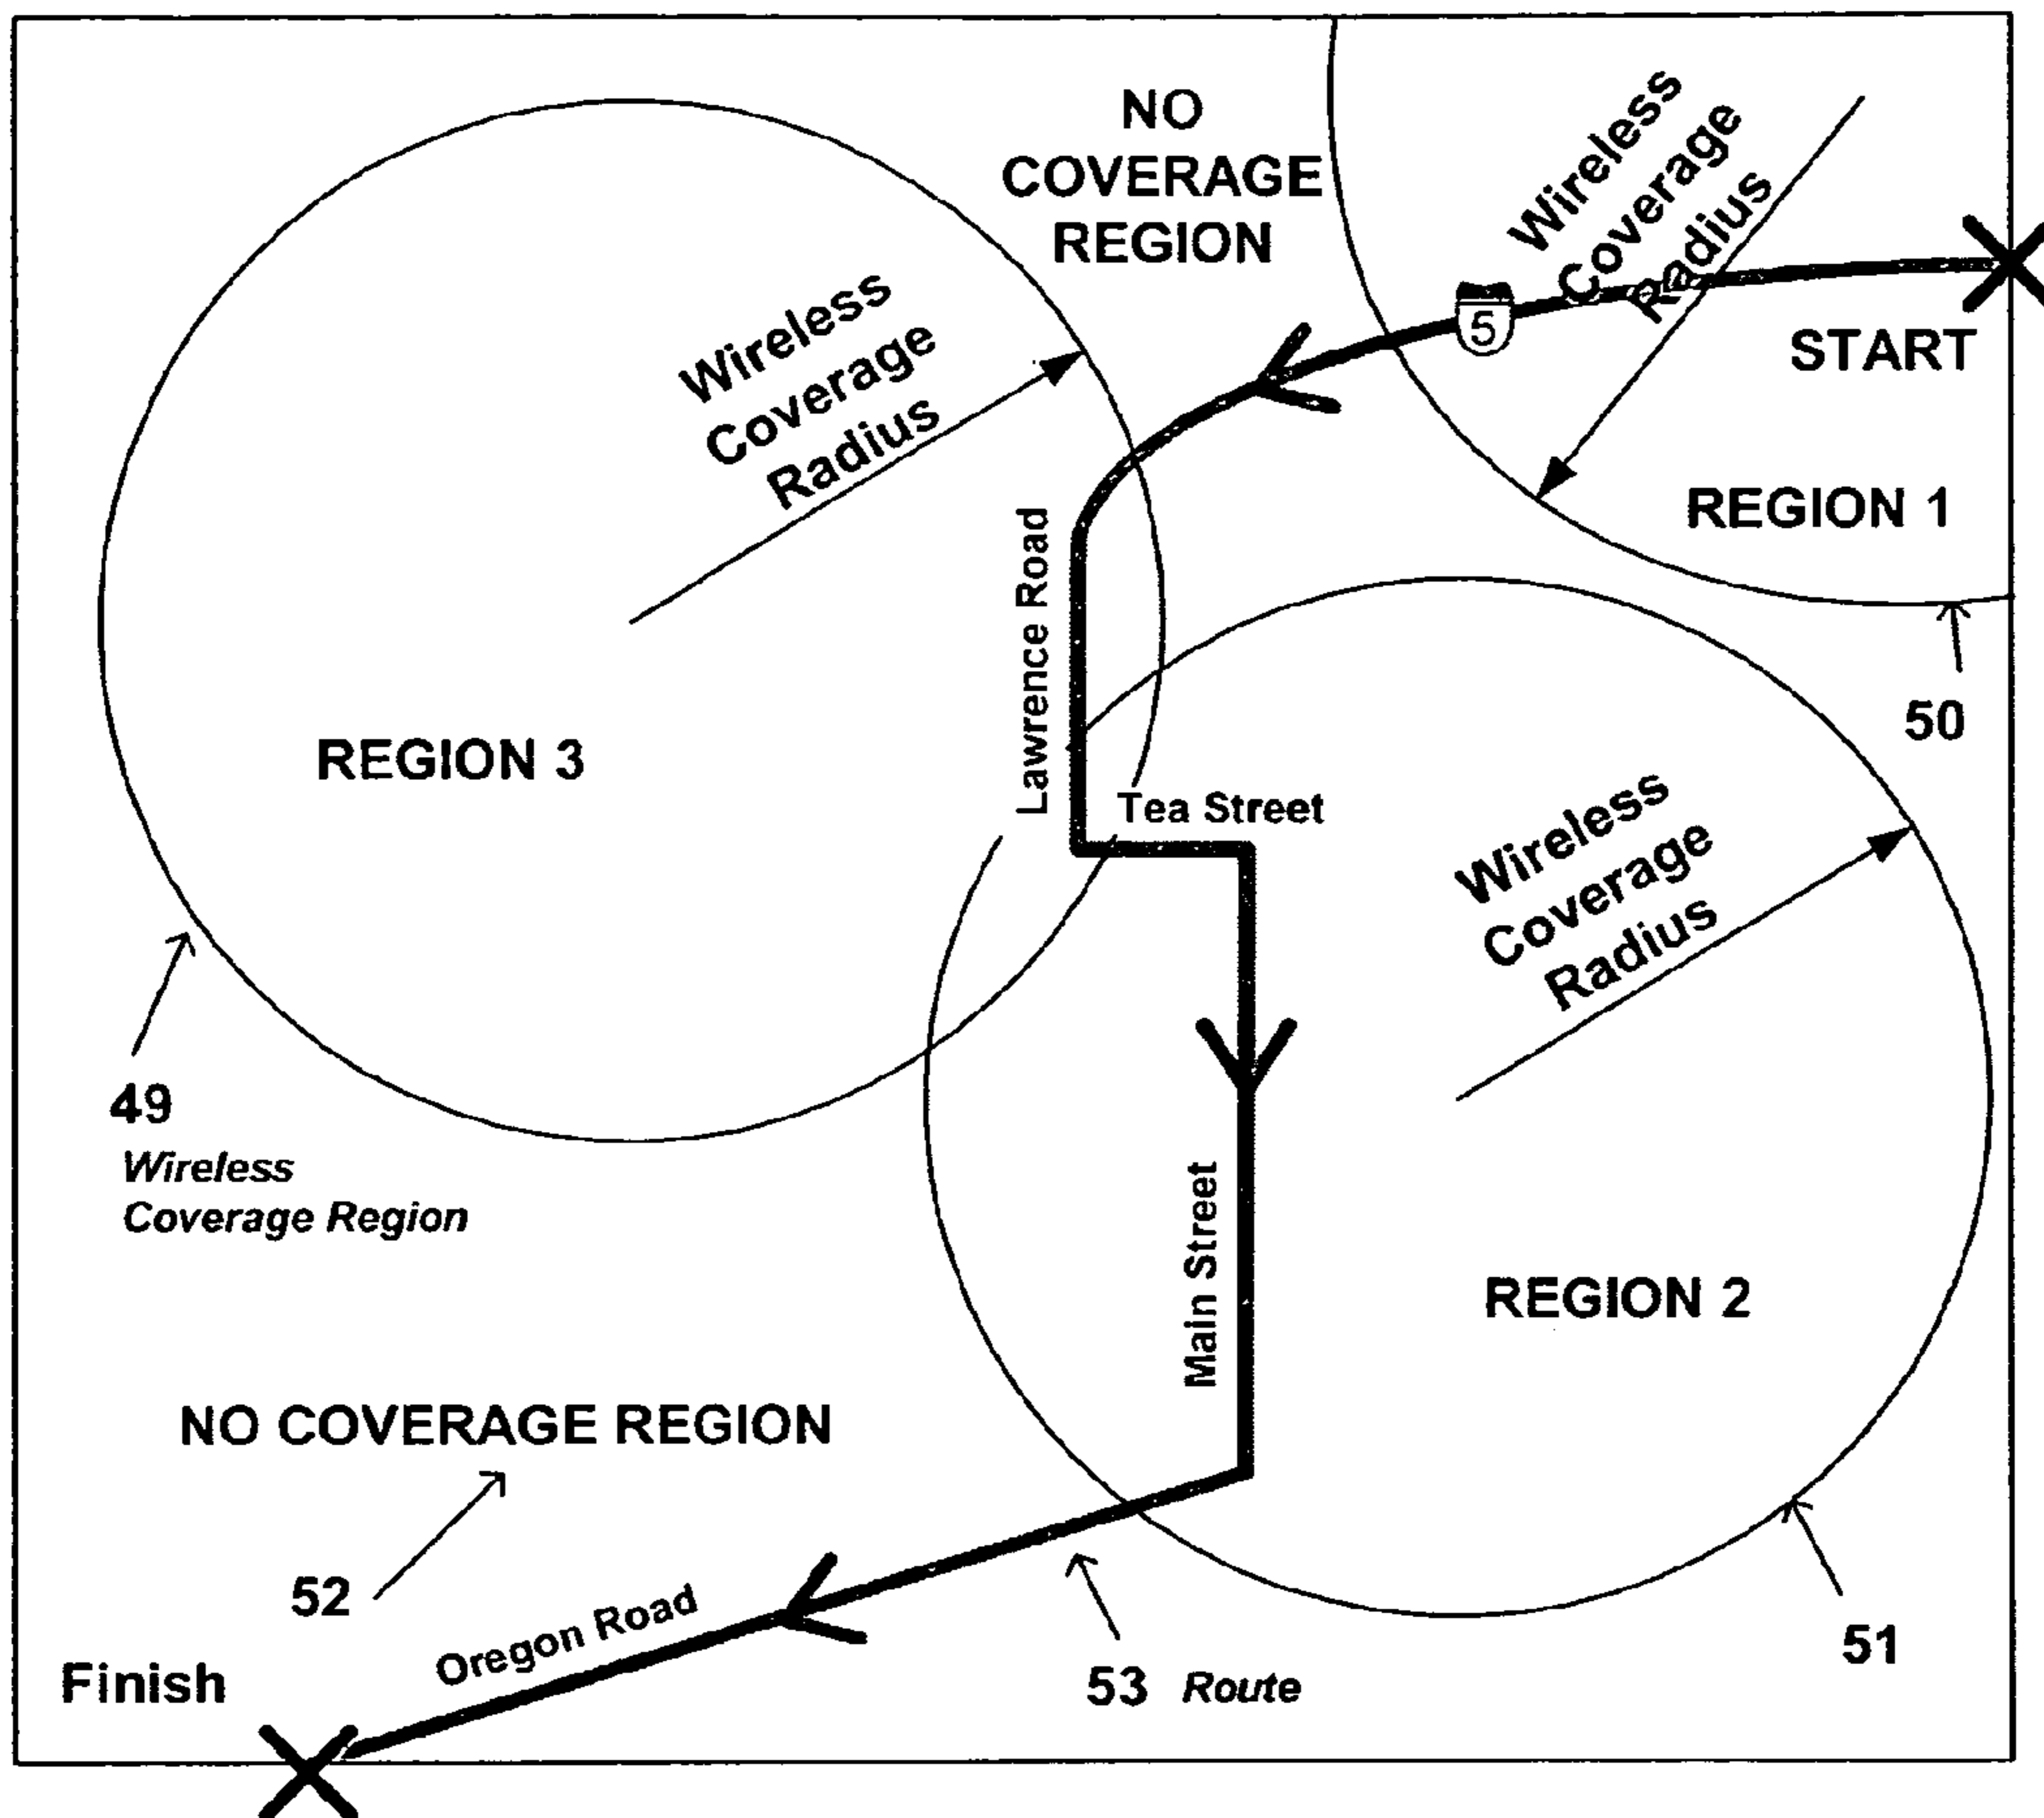 NO
COVERAGE
REGION
Wireless
Coverage
Radius
5
START
REGION 1
50
Wireless
Coverage
Radius
Lawrence Road
REGION 3
Tea Street
Wireless
Coverage
Radius
49
Wireless
Coverage Region
Main Street
REGION 2
NO COVERAGE REGION
52
Oregon Road
51
Finish
53 Route